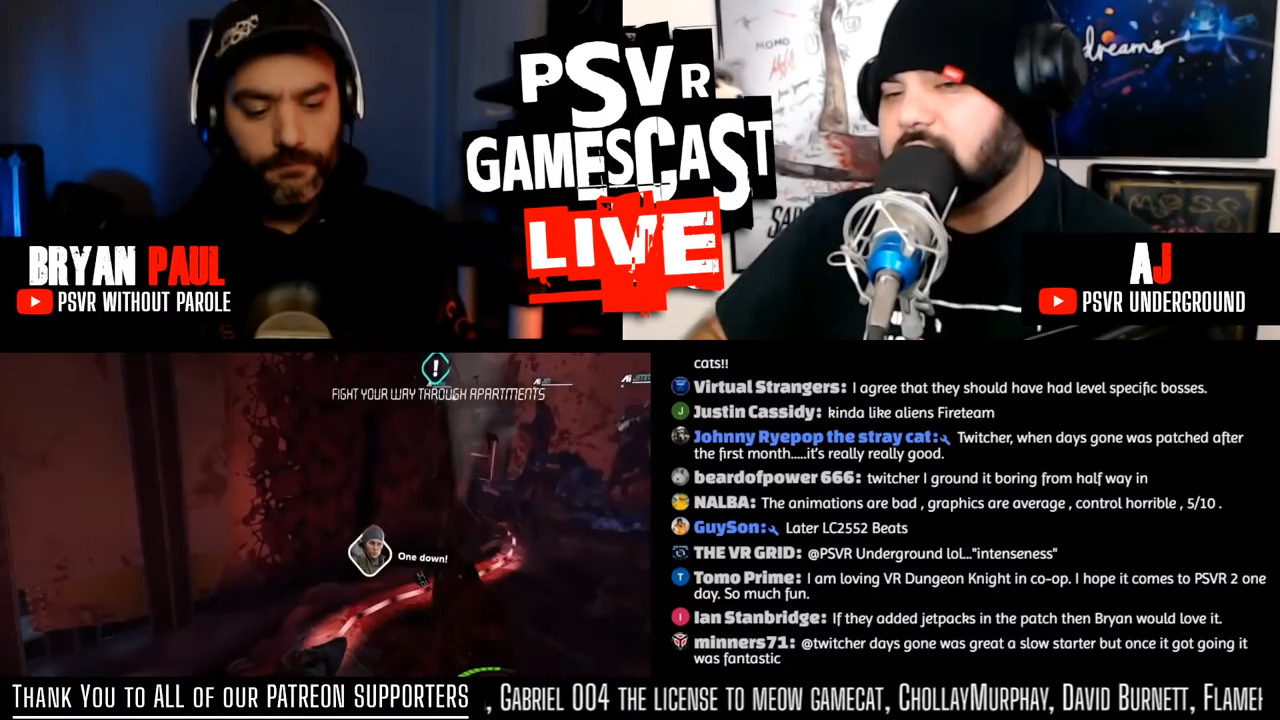 PSVR
GAMESCAST
LIVE
MOMO
dreams
MOSS
BRYAN PAUL
PSVR WITHOUT PAROLE
AJ
PSVR UNDERGROUND
FIGHT YOUR WAY THROUGH APARTMENTS
One down!
cats!!
Virtual Strangers: I agree that they should have had level specific bosses.
Justin Cassidy: kinda like aliens Fireteam
Johnny Ryepop the stray cat: Twitcher, when days gone was patched after
the first month.....it's really really good.
beardofpower 666: twitcher I ground it boring from half way in
NALBA: The animations are bad , graphics are average , control horrible , 5/10 .
GuySon: Later LC2552 Beats
THE VR GRID: @PSVR Underground lol..."intenseness"
Tomo Prime: I am loving VR Dungeon Knight in co-op. I hope it comes to PSVR 2 one
day. So much fun.
Ian Stanbridge: If they added jetpacks in the patch then Bryan would love it.
minners71: @twitcher days gone was great a slow starter but once it got going it
was fantastic
THANK YOU TO ALL OF OUR PATREON SUPPORTERS , GABRIEL 004 THE LICENSE TO MEOW GAMECAT, CHOLLAYMURPHAY, DAVID BURNETT,